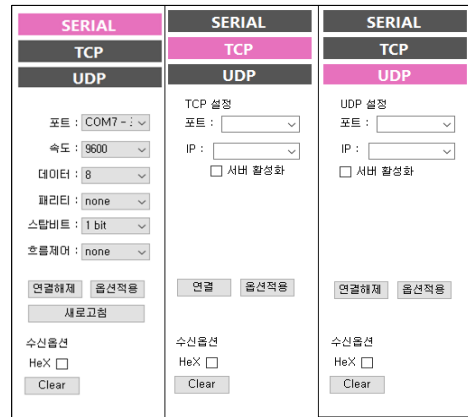 SERIAL
TCP
UDP
포트 : COM7 -
속도 : 9600
데이터 : 8
패리티 : none
스탑비트 : 1 bit
흐름제어 : none
연결해제 옵션적용
새로고침
수신옵션
HeX
Clear
SERIAL
TCP
UDP
TCP 설정
포트 :
IP :
서버 활성화
연결 옵션적용
수신옵션
HeX
Clear
SERIAL
TCP
UDP
UDP 설정
포트 :
IP :
서버 활성화
연결해제 옵션적용
수신옵션
HeX
Clear